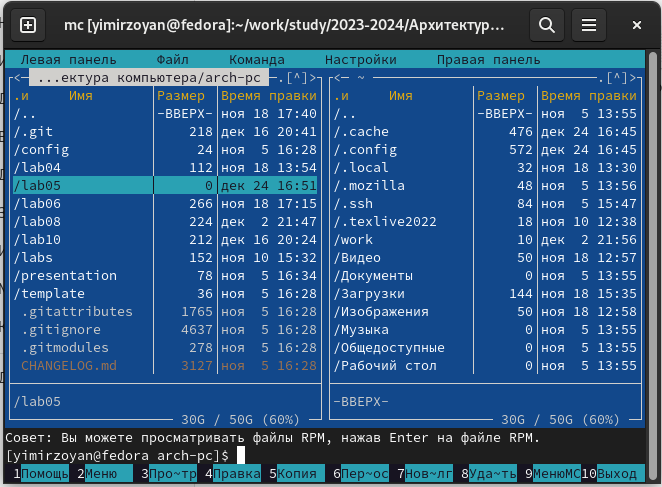 mc [yimirzoyan@fedora]:~/work/study/2023-2024/Архитектур...
Левая панель Файл Команда Настройки Правая панель
<— ...ектура компьютера/arch-pc —.[^]> <— ~ —.[^]>
.и Имя Размер Время правки .и Имя Размер Время правки
/.. -ВВЕРХ- ноя 18 17:40 /.. -ВВЕРХ- ноя 5 13:55
/.git 218 дек 16 20:41 /.cache 476 дек 24 16:45
/config 24 ноя 5 16:28 /.config 572 дек 24 16:45
/lab04 112 ноя 18 13:54 /.local 32 ноя 18 13:30
/lab05 0 дек 24 16:51 /.mozilla 48 ноя 5 13:56
/lab06 266 ноя 18 17:15 /.ssh 84 ноя 5 15:47
/lab08 224 дек 2 21:47 /.texlive2022 18 ноя 10 12:38
/lab10 212 дек 16 20:24 /work 10 дек 2 21:56
/labs 152 ноя 10 15:32 /Видео 50 ноя 18 12:57
/presentation 78 ноя 5 16:34 /Документы 0 ноя 5 13:55
/template 36 ноя 5 16:28 /Загрузки 144 ноя 18 15:35
.gitattributes 1765 ноя 5 16:28 /Изображения 50 ноя 18 12:58
.gitignore 4637 ноя 5 16:28 /Музыка 0 ноя 5 13:55
.gitmodules 278 ноя 5 16:28 /Общедоступные 0 ноя 5 13:55
CHANGELOG.md 3127 ноя 5 16:28 /Рабочий стол 0 ноя 5 13:55
/lab05 -ВВЕРХ-
30G / 50G (60%) 30G / 50G (60%)
Совет: Вы можете просматривать файлы RPM, нажав Enter на файле RPM.
[yimirzoyan@fedora arch-pc]$
1Помощь 2Меню 3Про~тр 4Правка 5Копия 6Пер~ос 7Нов~лг 8Уда~ть 9МенюМС 10Выход